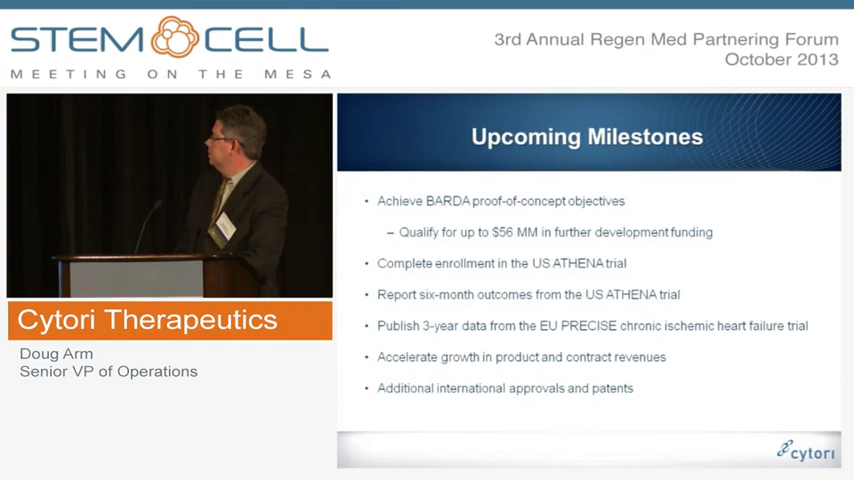 STEM CELL
MEETING ON THE MESA
3rd Annual Regen Med Partnering Forum
October 2013
Upcoming Milestones
• Achieve BARDA proof-of-concept objectives
– Qualify for up to $56 MM in further development funding
• Complete enrollment in the US ATHENA trial
• Report six-month outcomes from the US ATHENA trial
• Publish 3-year data from the EU PRECISE chronic ischemic heart failure trial
• Accelerate growth in product and contract revenues
• Additional international approvals and patents
cytori
Cytori Therapeutics
Doug Arm
Senior VP of Operations